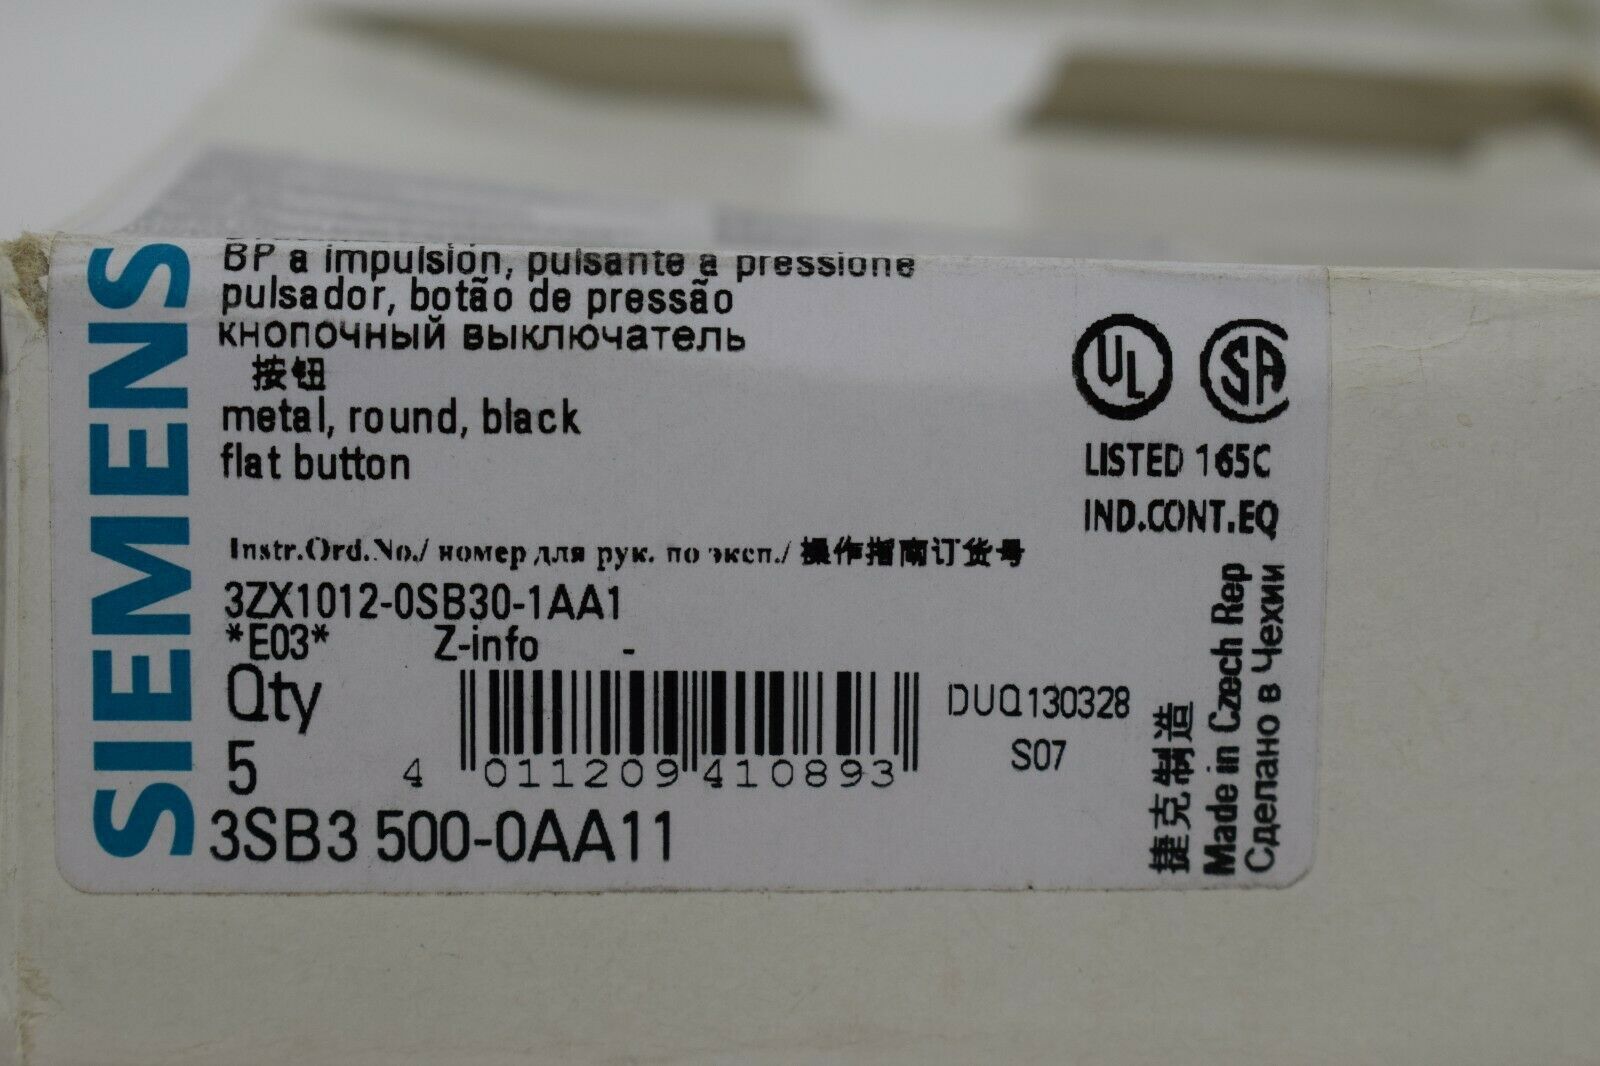 SIEMENS
BP a impulsion, pulsante a pressione
pulsador, botão de pressão
кнопочный выключатель
按钮
metal, round, black
flat button
UL
SA
LISTED 165C
IND.CONT.EQ
Instr.Ord.No./ номер для рук. по эксп./ 操作指南订货号
3ZX1012-0SB30-1AA1
*E03* Z-info -
Qty
5
4 011209 410893
DUQ130328
S07
3SB3 500-0AA11
捷克制造
Made in Czech Rep
Сделано в Чехии